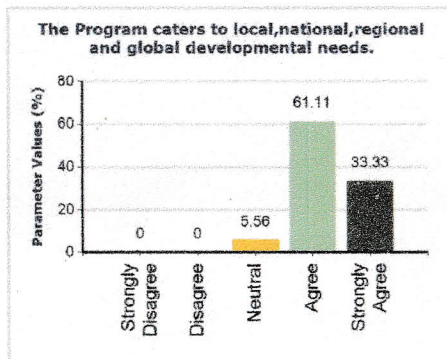 The Program caters to local,national,regional
and global developmental needs.
Parameter Values (%)
80
60
40
20
0
0
0
5.56
61.11
33.33
Strongly
Disagree
Disagree
Neutral
Agree
Strongly
Agree